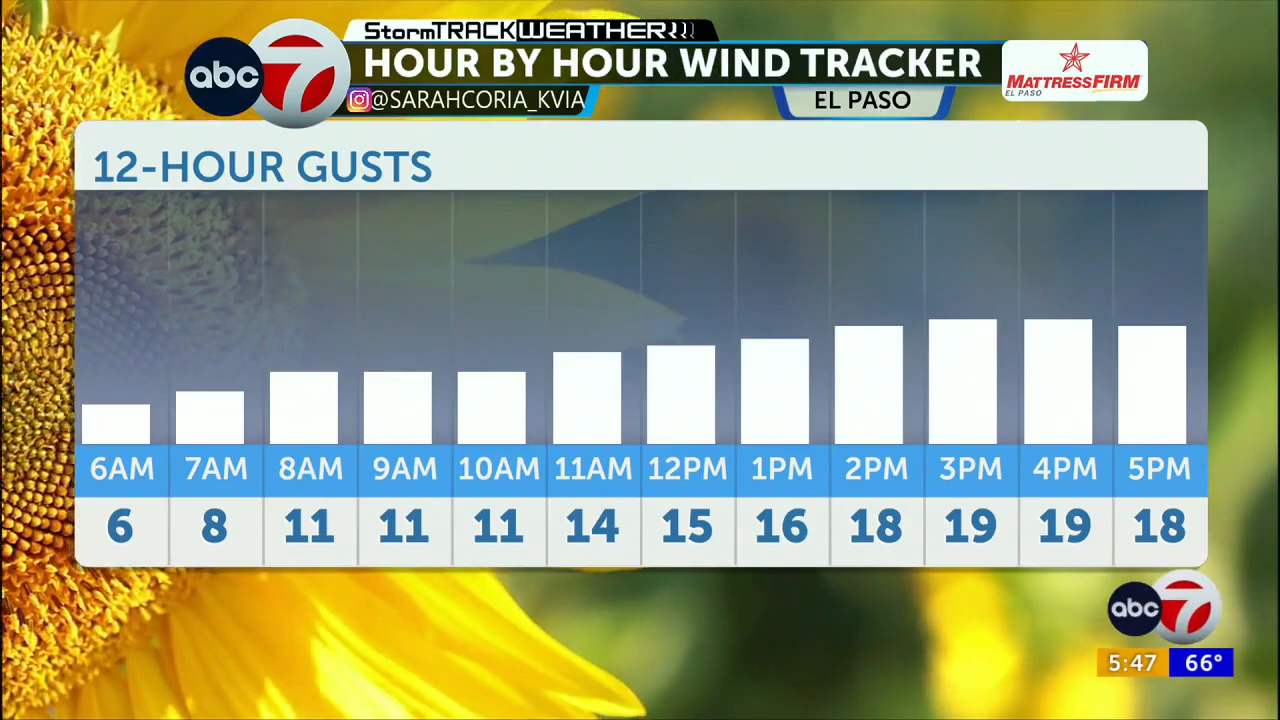 StormTRACK WEATHER
abc 7
HOUR BY HOUR WIND TRACKER
MATTRESSFIRM
EL PASO
@SARAHCORIA_KVIA
EL PASO
12-HOUR GUSTS
6AM 7AM 8AM 9AM 10AM 11AM 12PM 1PM 2PM 3PM 4PM 5PM
6 8 11 11 11 14 15 16 18 19 19 18
abc 7
5:47 66°